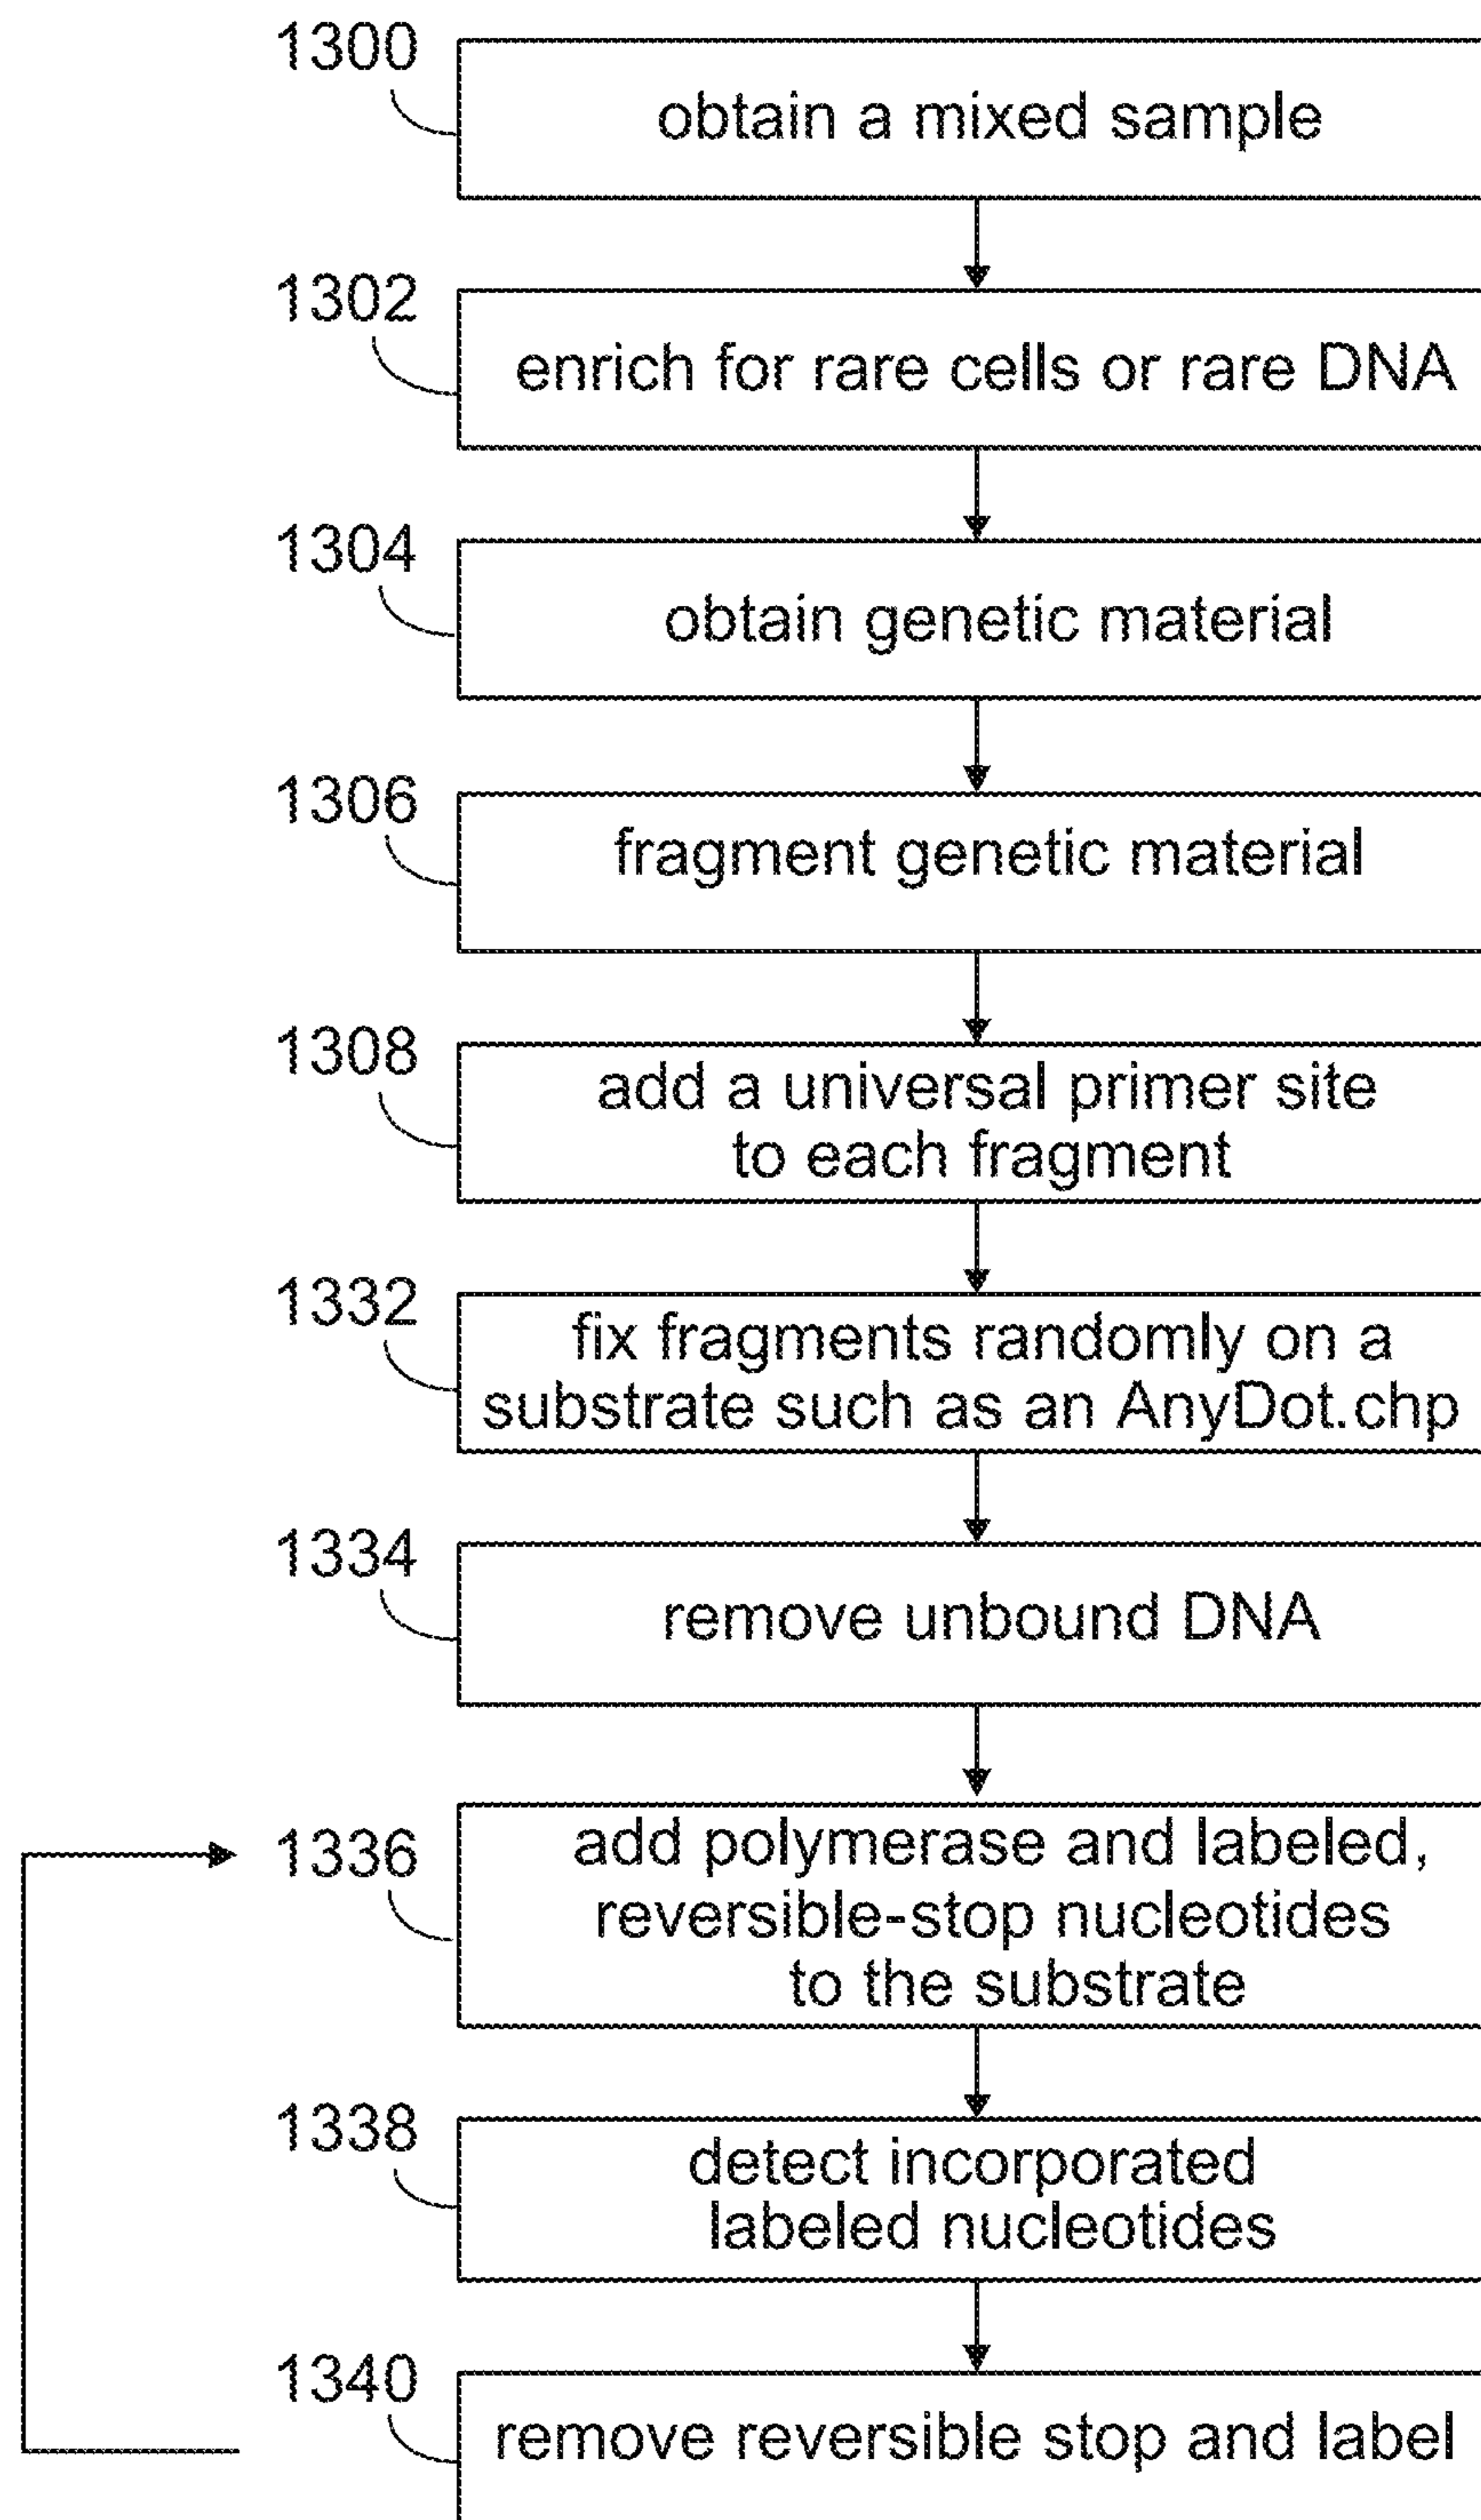 1300
obtain a mixed sample
1302
enrich for rare cells or rare DNA
1304
obtain genetic material
1306
fragment genetic material
1308
add a universal primer site
to each fragment
1332
fix fragments randomly on a
substrate such as an AnyDot.chp
1334
remove unbound DNA
1336
add polymerase and labeled,
reversible-stop nucleotides
to the substrate
1338
detect incorporated
labeled nucleotides
1340
remove reversible stop and label